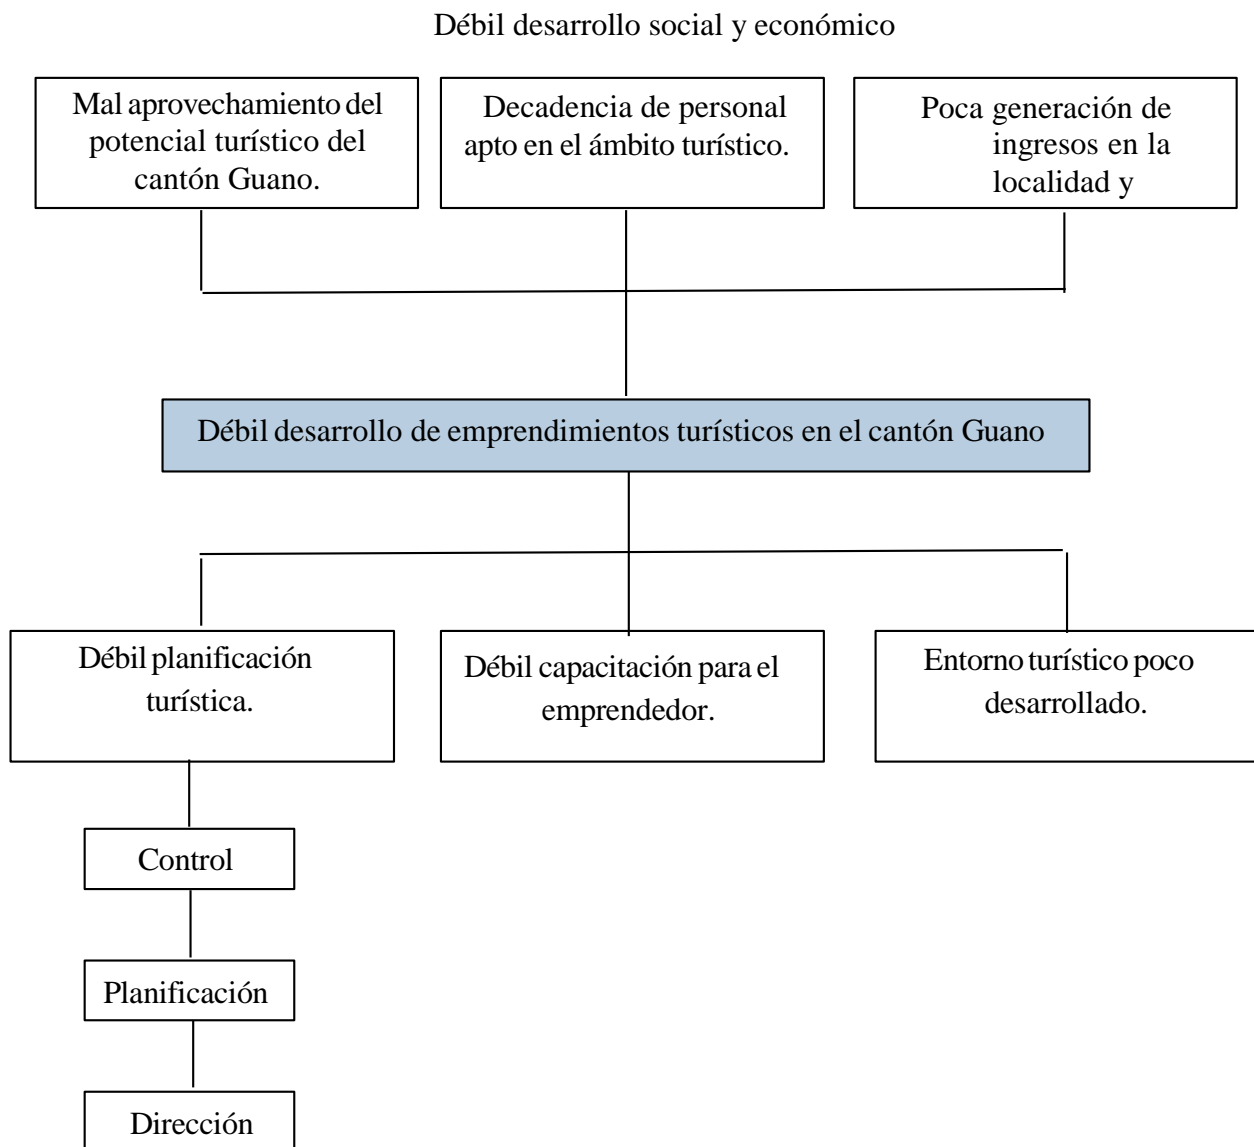 Débil desarrollo social y económico
Mal aprovechamiento del
potencial turístico del
cantón Guano.
Decadencia de personal
apto en el ámbito turístico.
Poca generación de
ingresos en la
localidad y
Débil desarrollo de emprendimientos turísticos en el cantón Guano
Débil planificación
turística.
Débil capacitación para el
emprendedor.
Entorno turístico poco
desarrollado.
Control
Planificación
Dirección